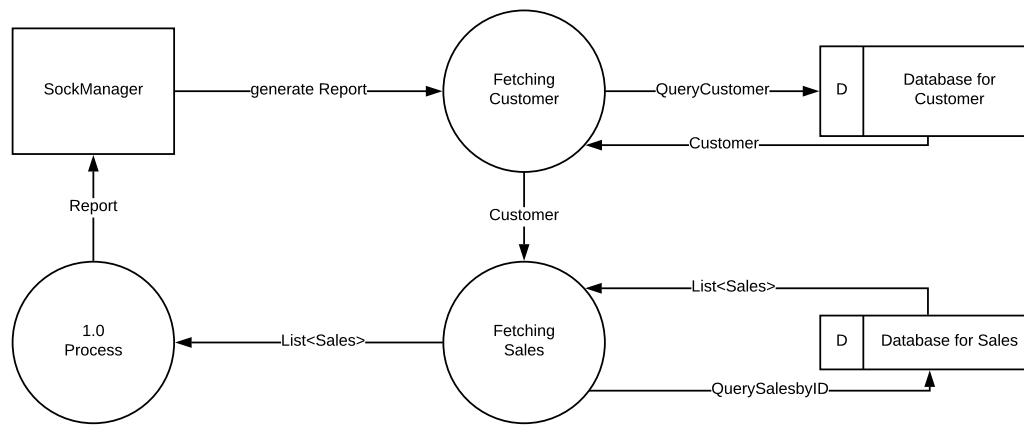 SockManager
generate Report
Fetching
Customer
QueryCustomer
D
Database for
Customer
Customer
Report
Customer
List<Sales>
1.0
Process
List<Sales>
Fetching
Sales
D
Database for Sales
QuerySalesbyID